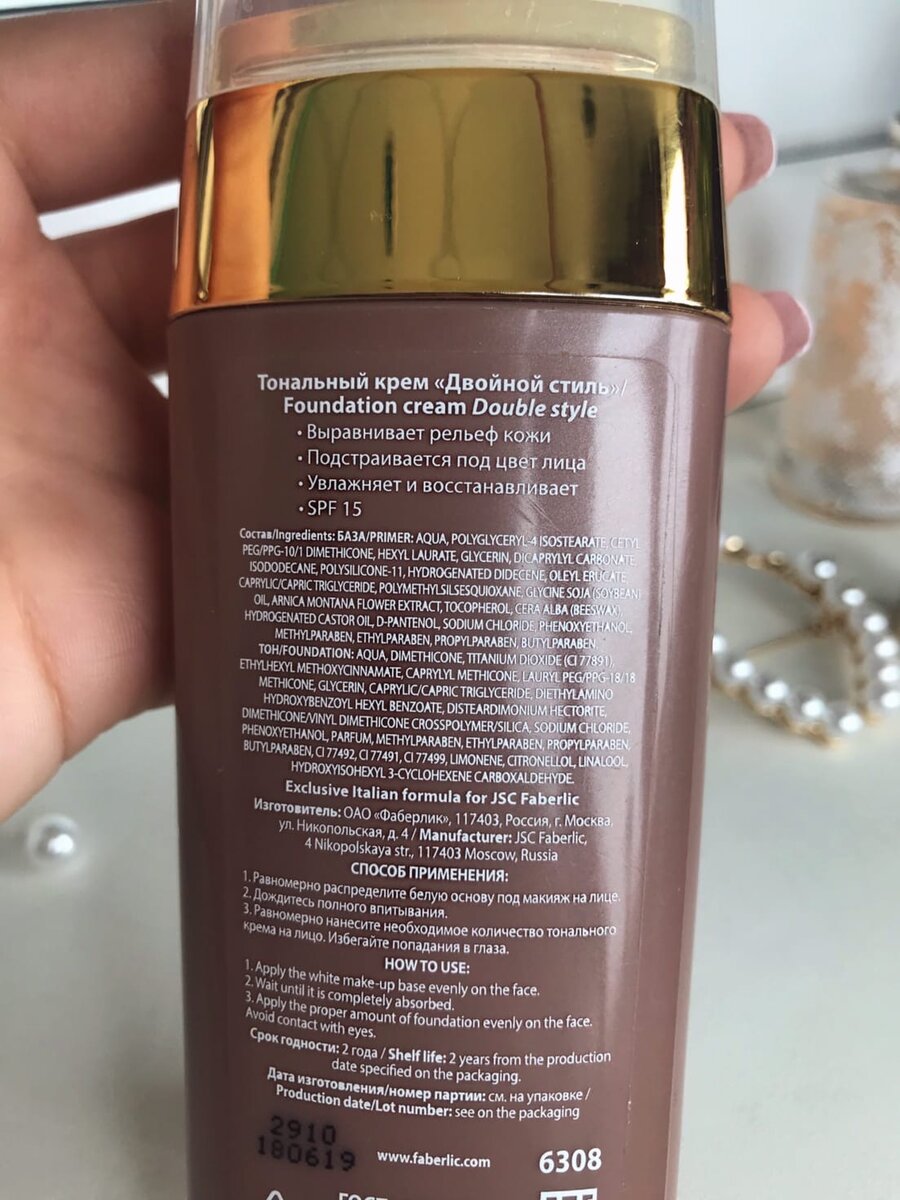 Тональный крем «Двойной стиль»/
Foundation cream Double style
• Выравнивает рельеф кожи
• Подстраивается под цвет лица
• Увлажняет и восстанавливает
• SPF 15
Состав/Ingredients: БАЗА/PRIMER: AQUA, POLYGLYCERYL-4 ISOSTEARATE, CETYL
PEG/PPG-10/1 DIMETHICONE, HEXYL LAURATE, GLYCERIN, DICAPRYLYL CARBONATE,
ISODODECANE, POLYSILICONE-11, HYDROGENATED DIDECENE, OLEYL ERUCATE,
CAPRYLIC/CAPRIC TRIGLYCERIDE, POLYMETHYLSILSESQUIOXANE, GLYCINE SOJA (SOYBEAN)
OIL, ARNICA MONTANA FLOWER EXTRACT, TOCOPHEROL, CERA ALBA (BEESWAX),
HYDROGENATED CASTOR OIL, D-PANTENOL, SODIUM CHLORIDE, PHENOXYETHANOL,
METHYLPARABEN, ETHYLPARABEN, PROPYLPARABEN, BUTYLPARABEN.
ТОН/FOUNDATION: AQUA, DIMETHICONE, TITANIUM DIOXIDE (CI 77891),
ETHYLHEXYL METHOXYCINNAMATE, CAPRYLYL METHICONE, LAURYL PEG/PPG-18/18
METHICONE, GLYCERIN, CAPRYLIC/CAPRIC TRIGLYCERIDE, DIETHYLAMINO
HYDROXYBENZOYL HEXYL BENZOATE, DISTEARDIMONIUM HECTORITE,
DIMETHICONE/VINYL DIMETHICONE CROSSPOLYMER/SILICA, SODIUM CHLORIDE,
PHENOXYETHANOL, PARFUM, METHYLPARABEN, ETHYLPARABEN, PROPYLPARABEN,
BUTYLPARABEN, CI 77492, CI 77491, CI 77499, LIMONENE, CITRONELLOL, LINALOOL,
HYDROXYISOHEXYL 3-CYCLOHEXENE CARBOXALDEHYDE.
Exclusive Italian formula for JSC Faberlic
Изготовитель: ОАО «Фаберлик», 117403, Россия, г. Москва,
ул. Никопольская, д. 4 / Manufacturer: JSC Faberlic,
4 Nikopolskaya str., 117403 Moscow, Russia
СПОСОБ ПРИМЕНЕНИЯ:
1. Равномерно распределите белую основу под макияж на лице.
2. Дождитесь полного впитывания.
3. Равномерно нанесите необходимое количество тонального
крема на лицо. Избегайте попадания в глаза.
HOW TO USE:
1. Apply the white make-up base evenly on the face.
2. Wait until it is completely absorbed.
3. Apply the proper amount of foundation evenly on the face.
Avoid contact with eyes.
Срок годности: 2 года / Shelf life: 2 years from the production
date specified on the packaging.
Дата изготовления/номер партии: см. на упаковке /
Production date/Lot number: see on the packaging
2910
180619
www.faberlic.com
6308
ГОСТ